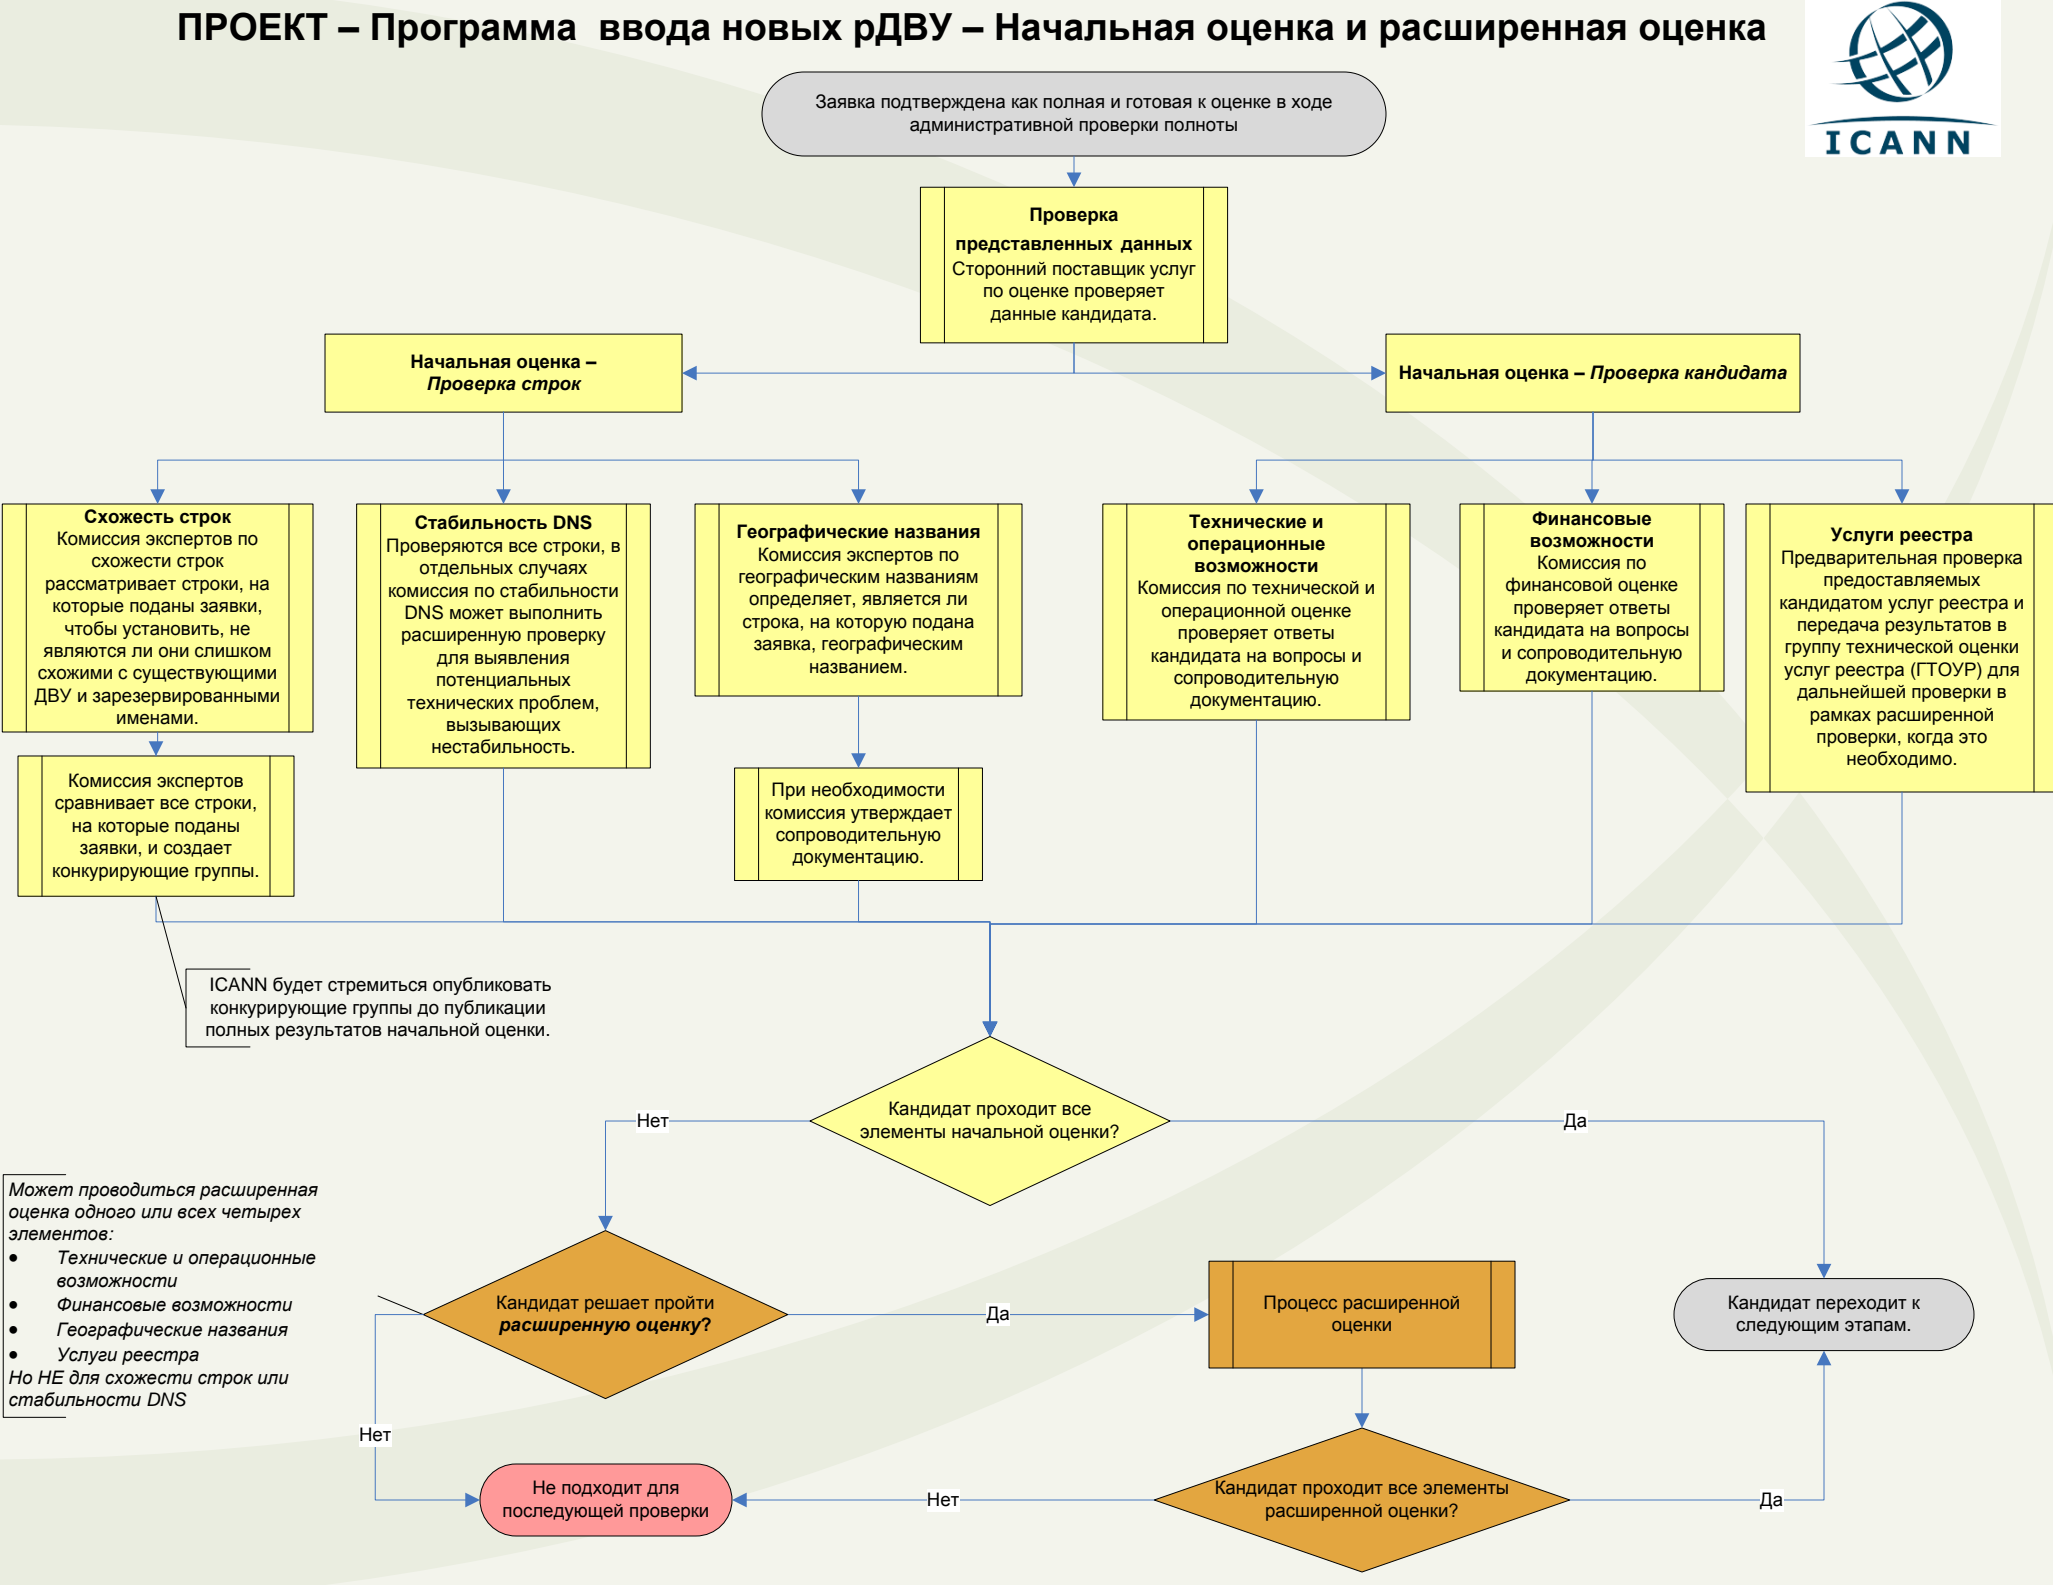 ПРОЕКТ – Программа ввода новых рДВУ – Начальная оценка и расширенная оценка
ICANN
Заявка подтверждена как полная и готовая к оценке в ходе
административной проверки полноты
Проверка
представленных данных
Сторонний поставщик услуг
по оценке проверяет
данные кандидата.
Начальная оценка –
Проверка строк
Начальная оценка – Проверка кандидата
Схожесть строк
Комиссия экспертов по
схожести строк
рассматривает строки, на
которые поданы заявки,
чтобы установить, не
являются ли они слишком
схожими с существующими
ДВУ и зарезервированными
именами.
Стабильность DNS
Проверяются все строки, в
отдельных случаях
комиссия по стабильности
DNS может выполнить
расширенную проверку
для выявления
потенциальных
технических проблем,
вызывающих
нестабильность.
Географические названия
Комиссия экспертов по
географическим названиям
определяет, является ли
строка, на которую подана
заявка, географическим
названием.
Технические и
операционные
возможности
Комиссия по технической и
операционной оценке
проверяет ответы
кандидата на вопросы и
сопроводительную
документацию.
Финансовые
возможности
Комиссия по
финансовой оценке
проверяет ответы
кандидата на вопросы
и сопроводительную
документацию.
Услуги реестра
Предварительная проверка
предоставляемых
кандидатом услуг реестра и
передача результатов в
группу технической оценки
услуг реестра (ГТОУР) для
дальнейшей проверки в
рамках расширенной
проверки, когда это
необходимо.
Комиссия экспертов
сравнивает все строки,
на которые поданы
заявки, и создает
конкурирующие группы.
При необходимости
комиссия утверждает
сопроводительную
документацию.
ICANN будет стремиться опубликовать
конкурирующие группы до публикации
полных результатов начальной оценки.
Кандидат проходит все
элементы начальной оценки?
Нет
Да
Может проводиться расширенная
оценка одного или всех четырех
элементов:
• Технические и операционные
возможности
• Финансовые возможности
• Географические названия
• Услуги реестра
Но НЕ для схожести строк или
стабильности DNS
Кандидат решает пройти
расширенную оценку?
Да
Процесс расширенной
оценки
Кандидат переходит к
следующим этапам.
Нет
Не подходит для
последующей проверки
Нет
Кандидат проходит все элементы
расширенной оценки?
Да